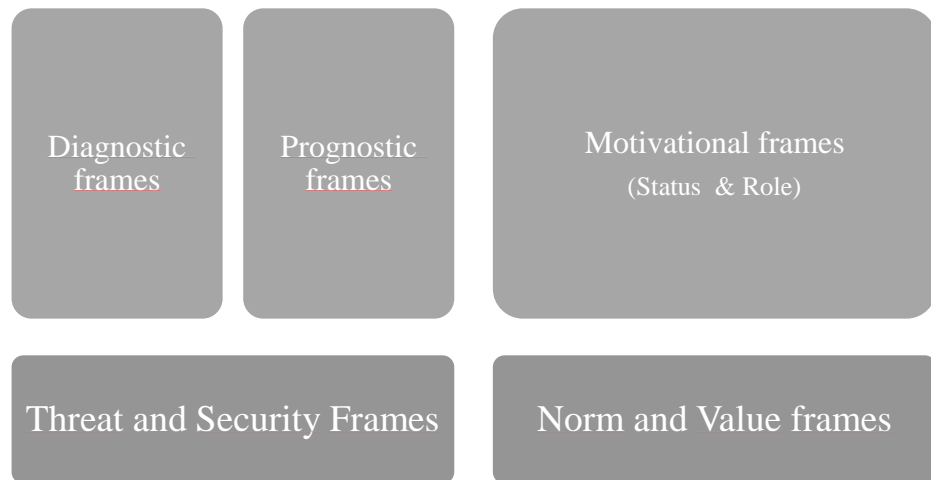 Diagnostic
frames
Prognostic
frames
Motivational frames
(Status & Role)
Threat and Security Frames
Norm and Value frames